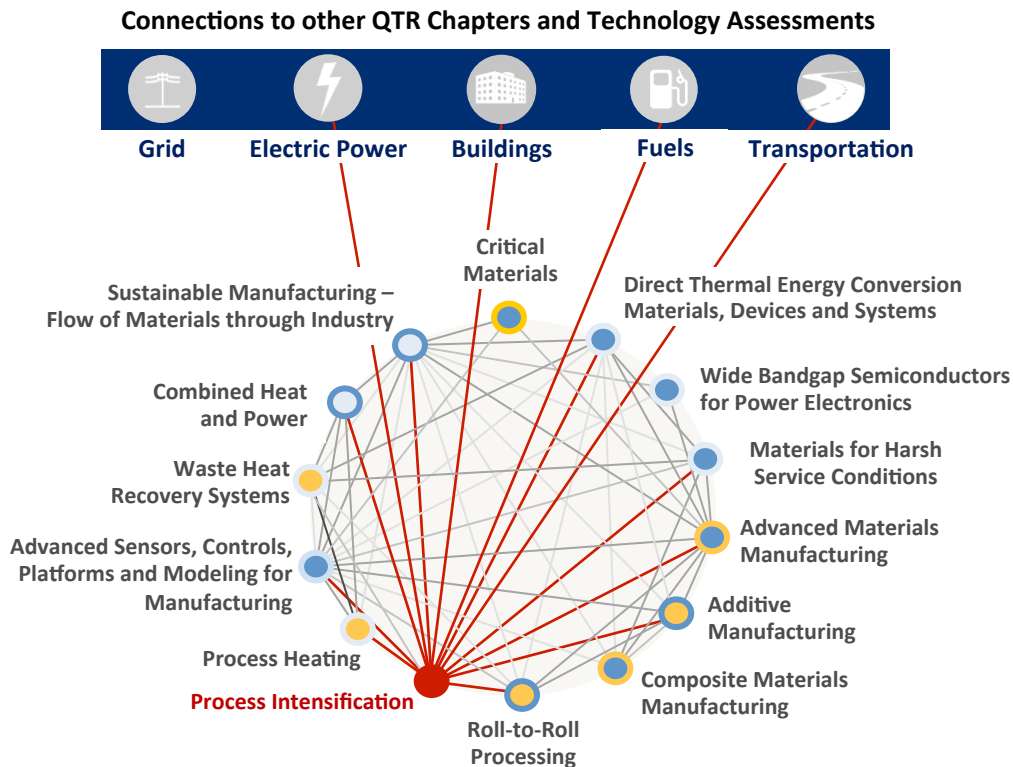 Connections to other QTR Chapters and Technology Assessments
Grid
Electric Power
Buildings
Fuels
Transportation
Critical
Materials
Direct Thermal Energy Conversion
Materials, Devices and Systems
Sustainable Manufacturing –
Flow of Materials through Industry
Wide Bandgap Semiconductors
for Power Electronics
Combined Heat
and Power
Materials for Harsh
Service Conditions
Waste Heat
Recovery Systems
Advanced Materials
Manufacturing
Advanced Sensors, Controls,
Platforms and Modeling for
Manufacturing
Additive
Manufacturing
Process Heating
Composite Materials
Manufacturing
Process Intensification
Roll-to-Roll
Processing